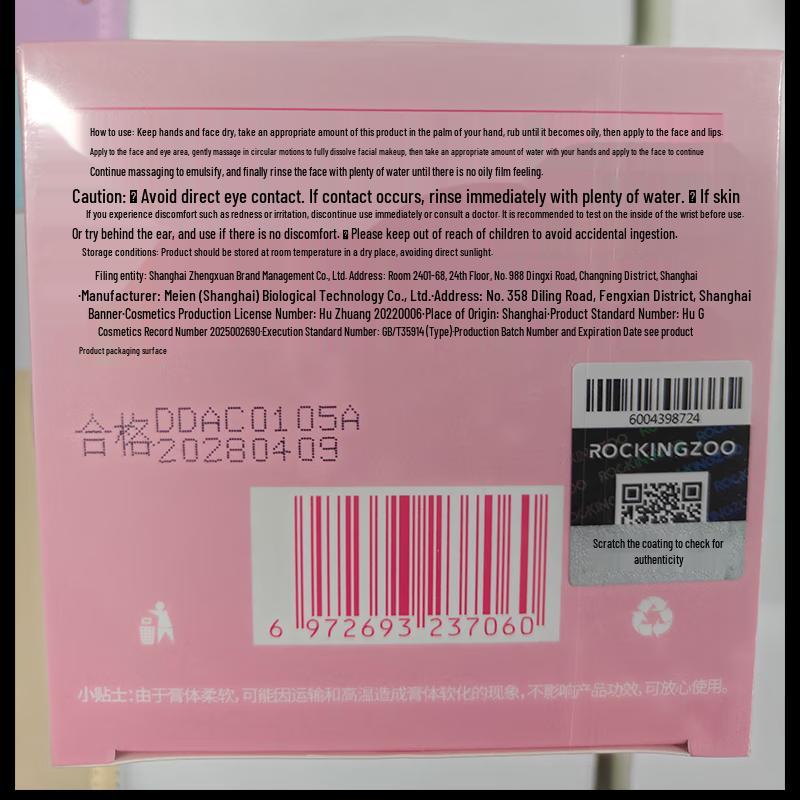 How to use: Keep hands and face dry, take an appropriate amount of this product in the palm of your hand, rub until it becomes oily, then apply to the face and lips.
Apply to the face and eye area, gently massage in circular motions to fully dissolve facial makeup, then take an appropriate amount of water with your hands and apply to the face to continue
Continue massaging to emulsify, and finally rinse the face with plenty of water until there is no oily film feeling.
Caution: Avoid direct eye contact. If contact occurs, rinse immediately with plenty of water. If skin
If you experience discomfort such as redness or irritation, discontinue use immediately or consult a doctor. It is recommended to test on the inside of the wrist before use.
Or try behind the ear, and use if there is no discomfort. Please keep out of reach of children to avoid accidental ingestion.
Storage conditions: Product should be stored at room temperature in a dry place, avoiding direct sunlight.
Filing entity: Shanghai Zhengxuan Brand Management Co., Ltd. Address: Room 2401-68, 24th Floor, No. 988 Dingxi Road, Changning District, Shanghai
·Manufacturer: Meien (Shanghai) Biological Technology Co., Ltd.·Address: No. 358 Diling Road, Fengxian District, Shanghai
Banner·Cosmetics Production License Number: Hu Zhuang 20220006·Place of Origin: Shanghai·Product Standard Number: Hu G
Cosmetics Record Number 2025002690·Execution Standard Number: GB/T35914 (Type)·Production Batch Number and Expiration Date see product
Product packaging surface
合格 DDAC0105A
20280409
6004398724
ROCKINGZOO
Scratch the coating to check for
authenticity
6 972693 237060
小贴士：由于膏体柔软，可能因运输和高温造成膏体软化的现象，不影响产品功效，可放心使用。